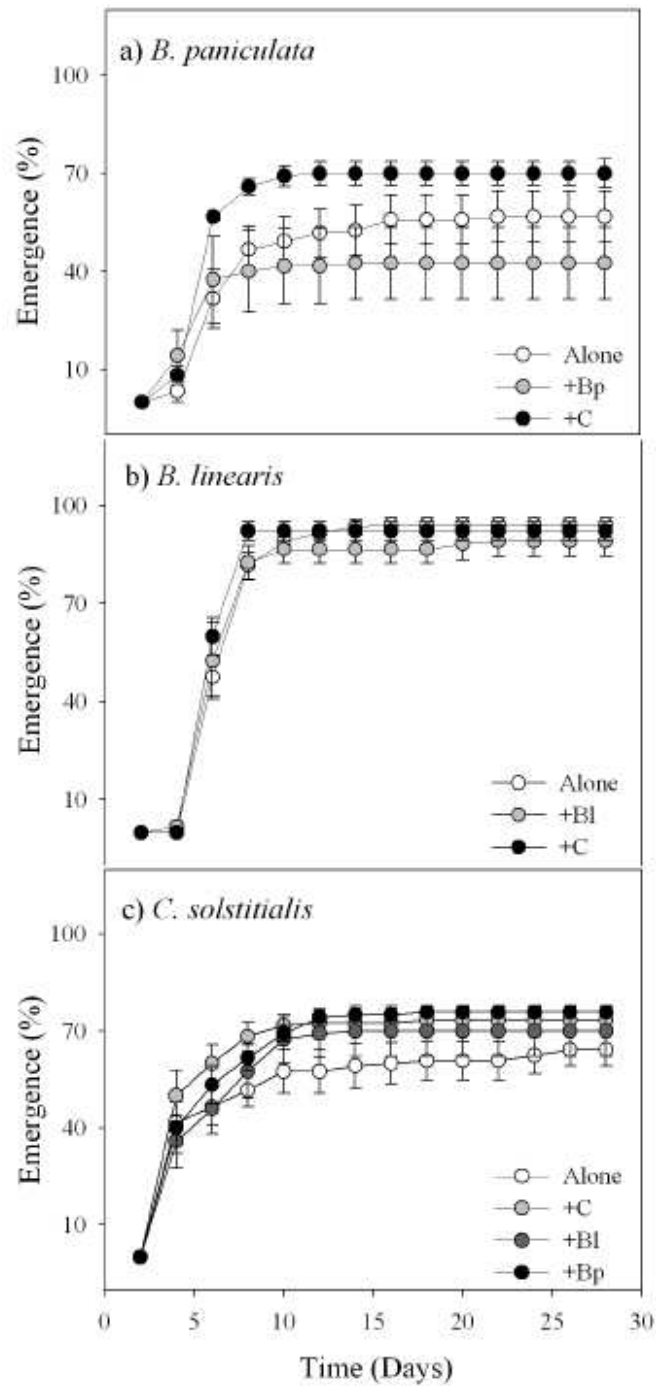 a) B. paniculata
100
70
40
10
Emergence (%)
Alone
+Bp
+C
b) B. linearis
100
70
40
10
Emergence (%)
Alone
+Bl
+C
c) C. solstitialis
100
70
40
10
Emergence (%)
Alone
+C
+Bl
+Bp
0 5 10 15 20 25 30
Time (Days)